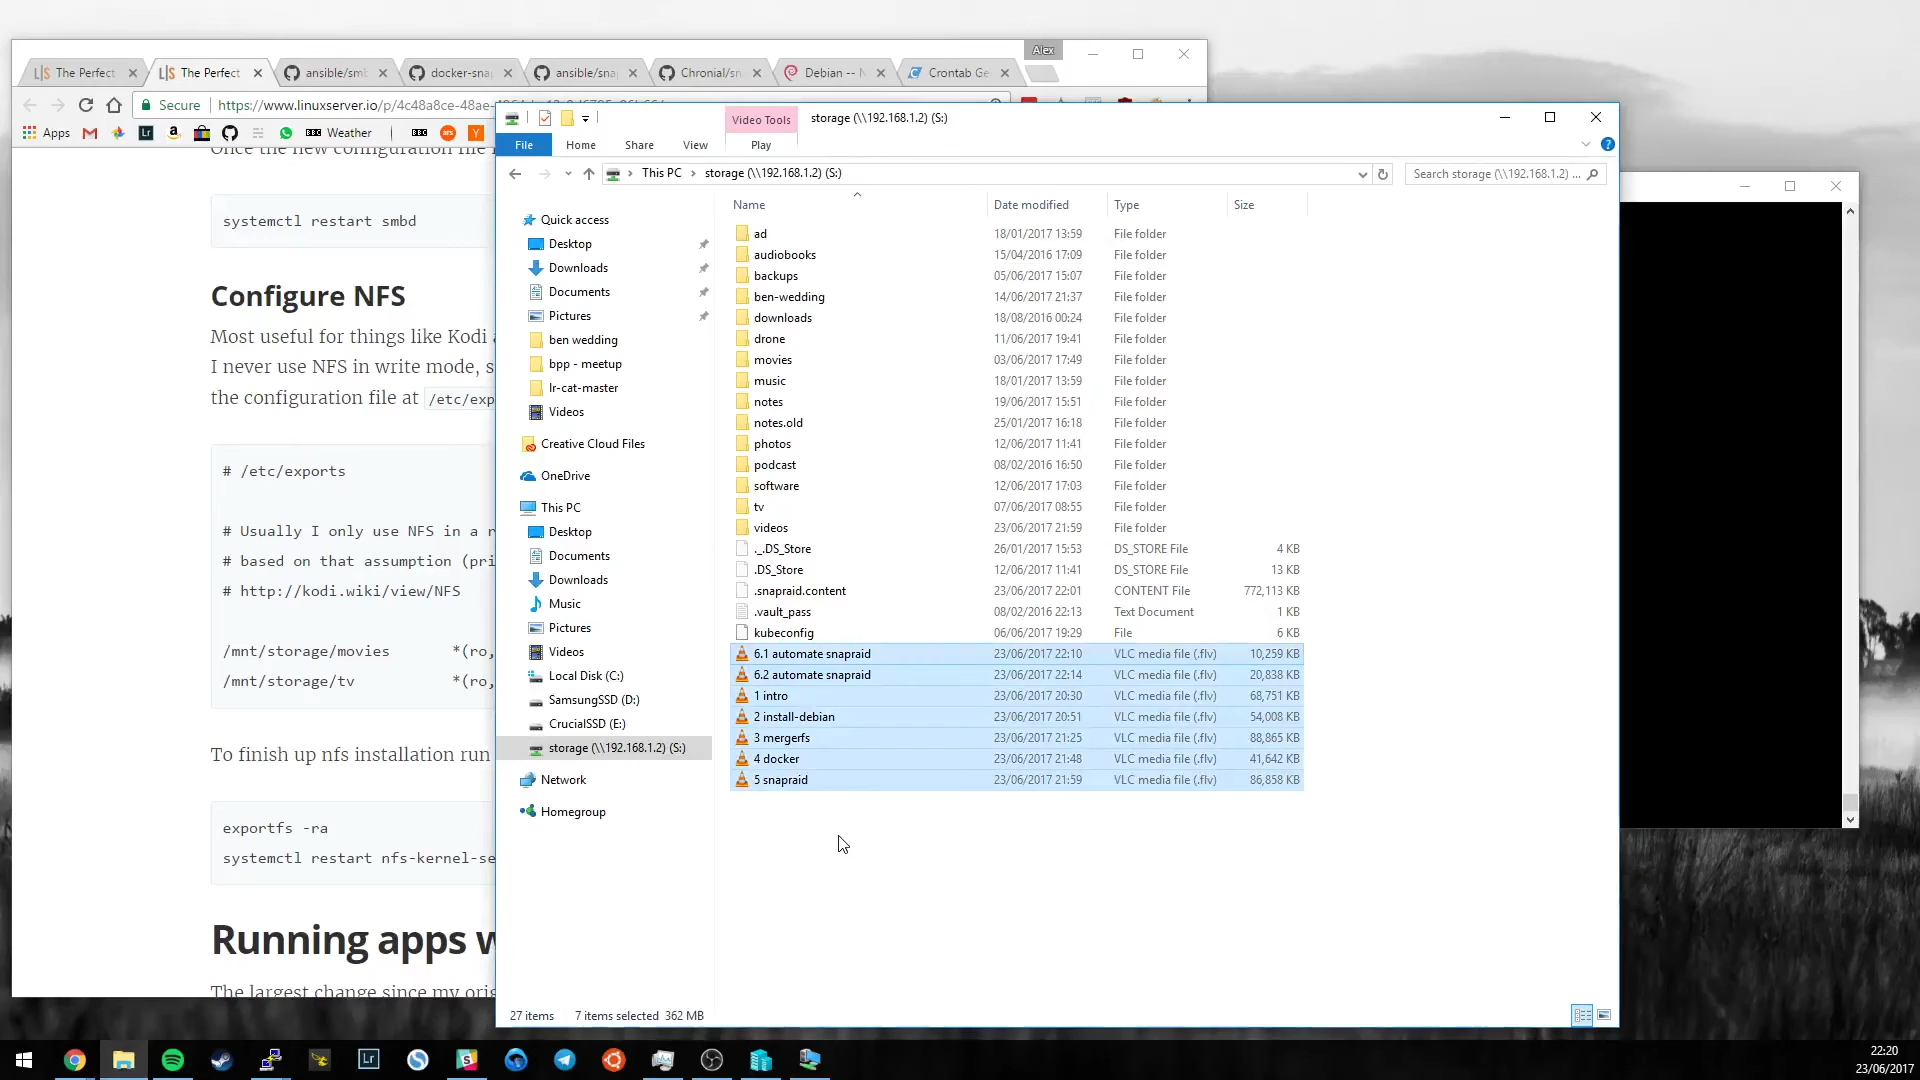 Alex
The Perfect
The Perfect
ansible/smb
docker-snap
ansible/snap
Chronial/sn
Debian -- N
Crontab Ge
Secure
https://www.linuxserver.io/p/4c48a8ce-48ae-
Apps
Lr
BBC Weather
BBC
ars
Y
systemctl restart smbd
Configure NFS
Most useful for things like Kodi
I never use NFS in write mode, s
the configuration file at /etc/exp
# /etc/exports
# Usually I only use NFS in a r
# based on that assumption (pri
# http://kodi.wiki/view/NFS
/mnt/storage/movies *(ro,
/mnt/storage/tv *(ro,
To finish up nfs installation run
exportfs -ra
systemctl restart nfs-kernel-se
Running apps w
The largest change since my orig
Video Tools
storage (\\192.168.1.2) (S:)
File
Home
Share
View
Play
This PC
storage (\\192.168.1.2) (S:)
Search storage (\\192.168.1.2) ...
Quick access
Desktop
Downloads
Documents
Pictures
ben wedding
bpp - meetup
lr-cat-master
Videos
Creative Cloud Files
OneDrive
This PC
Desktop
Documents
Downloads
Music
Pictures
Videos
Local Disk (C:)
SamsungSSD (D:)
CrucialSSD (E:)
storage (\\192.168.1.2) (S:)
Network
Homegroup
Name Date modified Type Size
ad 18/01/2017 13:59 File folder
audiobooks 15/04/2016 17:09 File folder
backups 05/06/2017 15:07 File folder
ben-wedding 14/06/2017 21:37 File folder
downloads 18/08/2016 00:24 File folder
drone 11/06/2017 19:41 File folder
movies 03/06/2017 17:49 File folder
music 18/01/2017 13:59 File folder
notes 19/06/2017 15:51 File folder
notes.old 25/01/2017 16:18 File folder
photos 12/06/2017 11:41 File folder
podcast 08/02/2016 16:50 File folder
software 12/06/2017 17:03 File folder
tv 07/06/2017 08:55 File folder
videos 23/06/2017 21:59 File folder
._.DS_Store 26/01/2017 15:53 DS_STORE File 4 KB
.DS_Store 12/06/2017 11:41 DS_STORE File 13 KB
.snapraid.content 23/06/2017 22:01 CONTENT File 772,113 KB
.vault_pass 08/02/2016 22:13 Text Document 1 KB
kubeconfig 06/06/2017 19:29 File 6 KB
6.1 automate snapraid 23/06/2017 22:10 VLC media file (.flv) 10,259 KB
6.2 automate snapraid 23/06/2017 22:14 VLC media file (.flv) 20,838 KB
1 intro 23/06/2017 20:30 VLC media file (.flv) 68,751 KB
2 install-debian 23/06/2017 20:51 VLC media file (.flv) 54,008 KB
3 mergerfs 23/06/2017 21:25 VLC media file (.flv) 88,865 KB
4 docker 23/06/2017 21:48 VLC media file (.flv) 41,642 KB
5 snapraid 23/06/2017 21:59 VLC media file (.flv) 86,858 KB
27 items 7 items selected 362 MB
Lr
22:20
23/06/2017